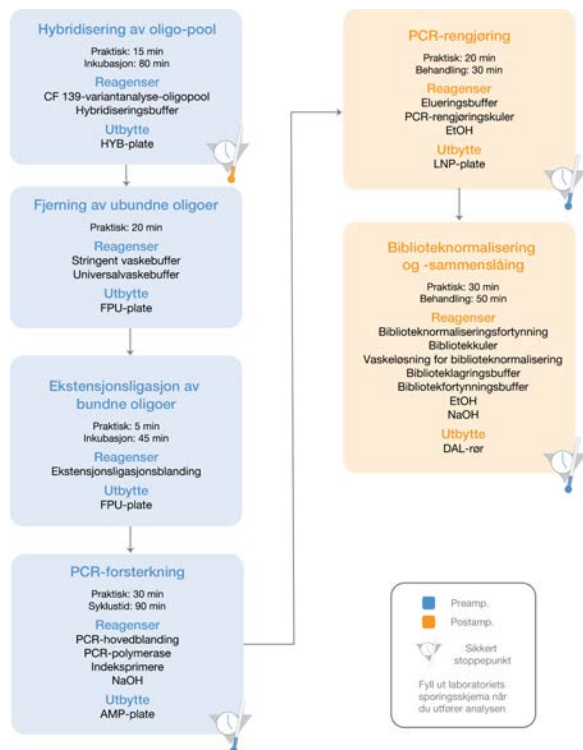 Hybridisering av oligo-pool
Praktisk: 15 min
Inkubasjon: 80 min
Reagenser
CF 139-variantanalyse-oligopool
Hybridiseringsbuffer
Utbytte
HYB-plate
Fjerning av ubundne oligoer
Praktisk: 20 min
Reagenser
Stringent vaskebuffer
Universalvaskebuffer
Utbytte
FPU-plate
Ekstensjonsligasjon av
bundne oligoer
Praktisk: 5 min
Inkubasjon: 45 min
Reagenser
Ekstensjonsligasjonsblanding
Utbytte
FPU-plate
PCR-forsterkning
Praktisk: 30 min
Syklustid: 90 min
Reagenser
PCR-hovedblanding
PCR-polymerase
Indeksprimere
NaOH
Utbytte
AMP-plate
PCR-rengjøring
Praktisk: 20 min
Behandling: 30 min
Reagenser
Elueringsbuffer
PCR-rengjøringskuler
EtOH
Utbytte
LNP-plate
Biblioteknormalisering
og -sammenslåing
Praktisk: 30 min
Behandling: 50 min
Reagenser
Biblioteknormaliseringsfortynning
Bibliotekkuler
Vaskeløsning for biblioteknormalisering
Biblioteklagringsbuffer
Bibliotekfortynningsbuffer
EtOH
NaOH
Utbytte
DAL-rør
Preamp.
Postamp.
Sikkert
stoppepunkt
Fyll ut laboratoriets
sporingsskjema når
du utfører analysen